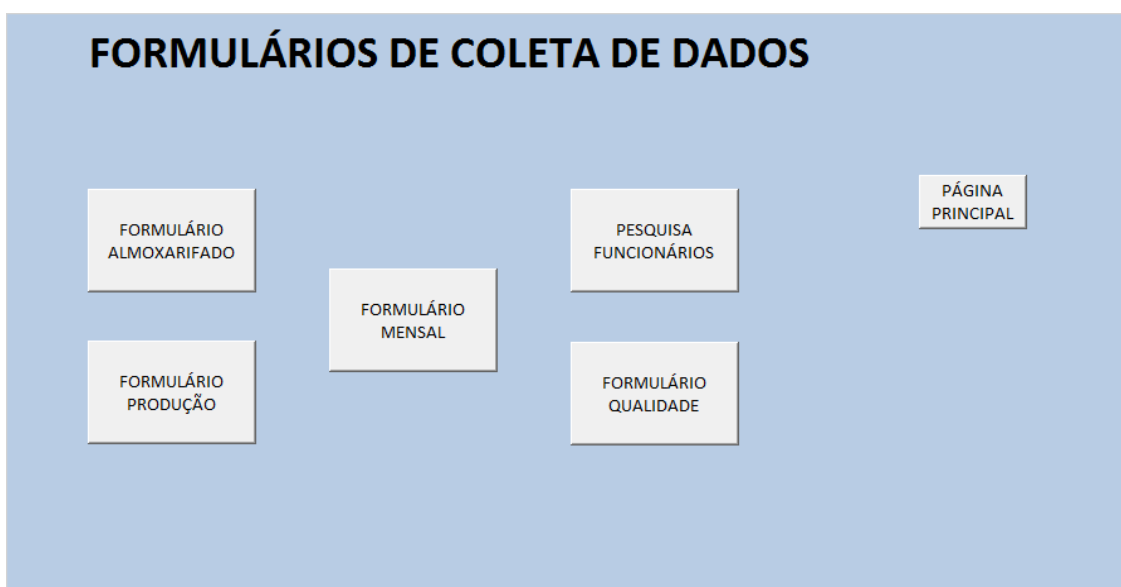 FORMULÁRIOS DE COLETA DE DADOS
FORMULÁRIO
ALMOXARIFADO
PESQUISA
FUNCIONÁRIOS
PÁGINA
PRINCIPAL
FORMULÁRIO
MENSAL
FORMULÁRIO
PRODUÇÃO
FORMULÁRIO
QUALIDADE